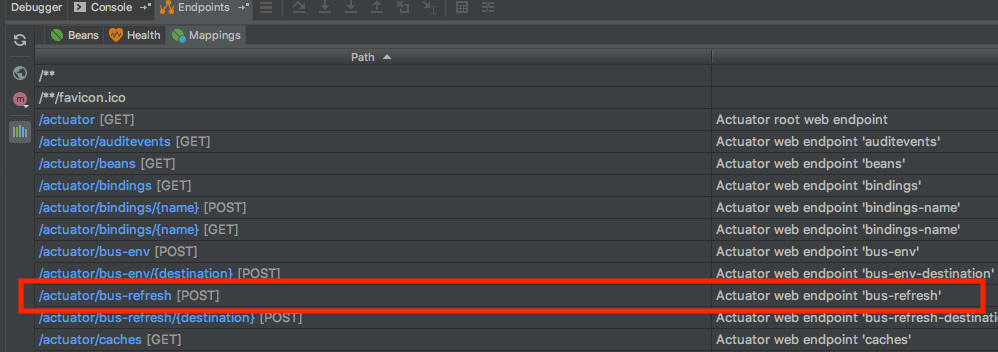 Debugger Console Endpoints
Beans Health Mappings
Path
/**
/**/favicon.ico
/actuator [GET] Actuator root web endpoint
/actuator/auditevents [GET] Actuator web endpoint 'auditevents'
/actuator/beans [GET] Actuator web endpoint 'beans'
/actuator/bindings [GET] Actuator web endpoint 'bindings'
/actuator/bindings/{name} [POST] Actuator web endpoint 'bindings-name'
/actuator/bindings/{name} [GET] Actuator web endpoint 'bindings-name'
/actuator/bus-env [POST] Actuator web endpoint 'bus-env'
/actuator/bus-env/{destination} [POST] Actuator web endpoint 'bus-env-destination'
/actuator/bus-refresh [POST] Actuator web endpoint 'bus-refresh'
/actuator/bus-refresh/{destination} [POST] Actuator web endpoint 'bus-refresh-destinatio
/actuator/caches [GET] Actuator web endpoint 'caches'